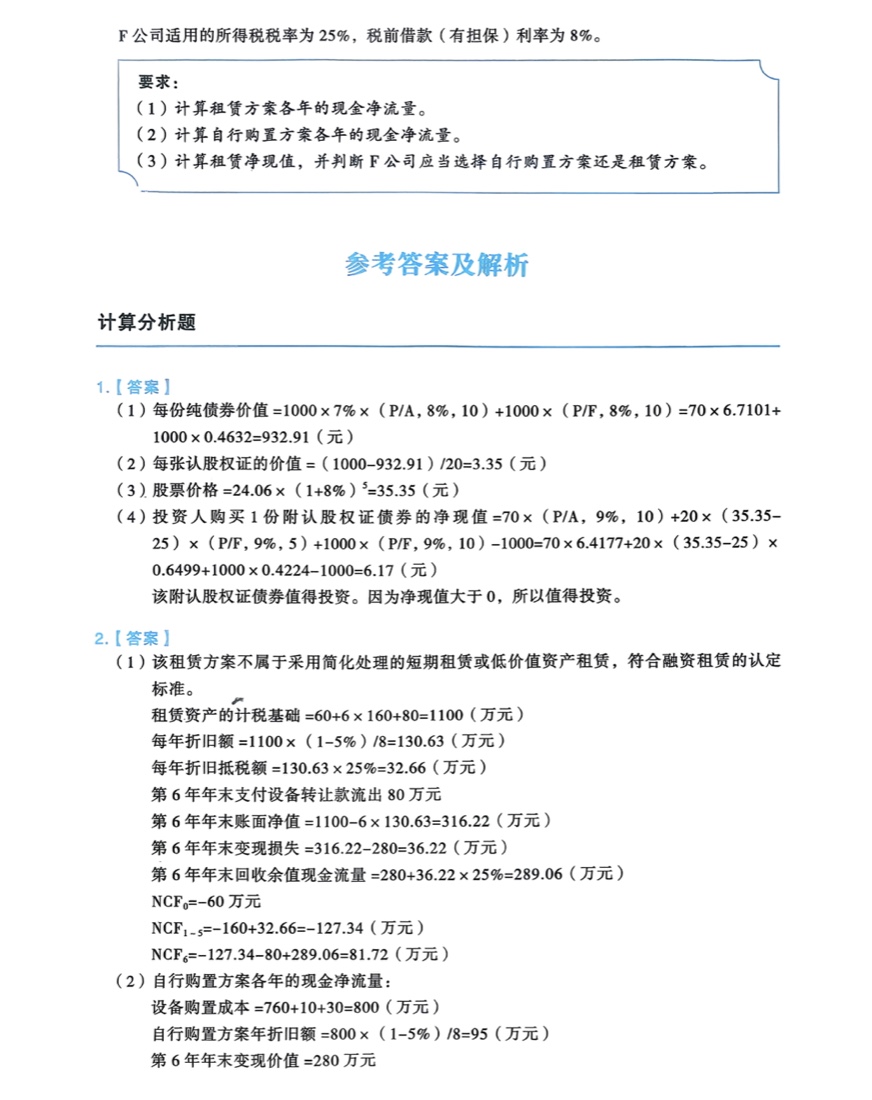 F 公司适用的所得税税率为 25%，税前借款（有担保）利率为 8%。
要求：
（1）计算租赁方案各年的现金净流量。
（2）计算自行购置方案各年的现金净流量。
（3）计算租赁净现值，并判断 F 公司应当选择自行购置方案还是租赁方案。
参考答案及解析
计算分析题
1.【答案】
（1）每份纯债券价值 =1000×7%×（P/A，8%，10）+1000×（P/F，8%，10）=70×6.7101+
1000×0.4632=932.91（元）
（2）每张认股权证的价值 =（1000-932.91）/20=3.35（元）
（3）股票价格 =24.06×（1+8%）⁵=35.35（元）
（4）投资人购买 1 份附认股权证债券的净现值 =70×（P/A，9%，10）+20×（35.35-
25）×（P/F，9%，5）+1000×（P/F，9%，10）-1000=70×6.4177+20×（35.35-25）×
0.6499+1000×0.4224-1000=6.17（元）
该附认股权证债券值得投资。因为净现值大于 0，所以值得投资。
2.【答案】
（1）该租赁方案不属于采用简化处理的短期租赁或低价值资产租赁，符合融资租赁的认定
标准。
租赁资产的计税基础 =60+6×160+80=1100（万元）
每年折旧额 =1100×（1-5%）/8=130.63（万元）
每年折旧抵税额 =130.63×25%=32.66（万元）
第 6 年年末支付设备转让款流出 80 万元
第 6 年年末账面净值 =1100-6×130.63=316.22（万元）
第 6 年年末变现损失 =316.22-280=36.22（万元）
第 6 年年末回收余值现金流量 =280+36.22×25%=289.06（万元）
NCF₀=-60 万元
NCF₁₋₅=-160+32.66=-127.34（万元）
NCF₆=-127.34-80+289.06=81.72（万元）
（2）自行购置方案各年的现金净流量：
设备购置成本 =760+10+30=800（万元）
自行购置方案年折旧额 =800×（1-5%）/8=95（万元）
第 6 年年末变现价值 =280 万元